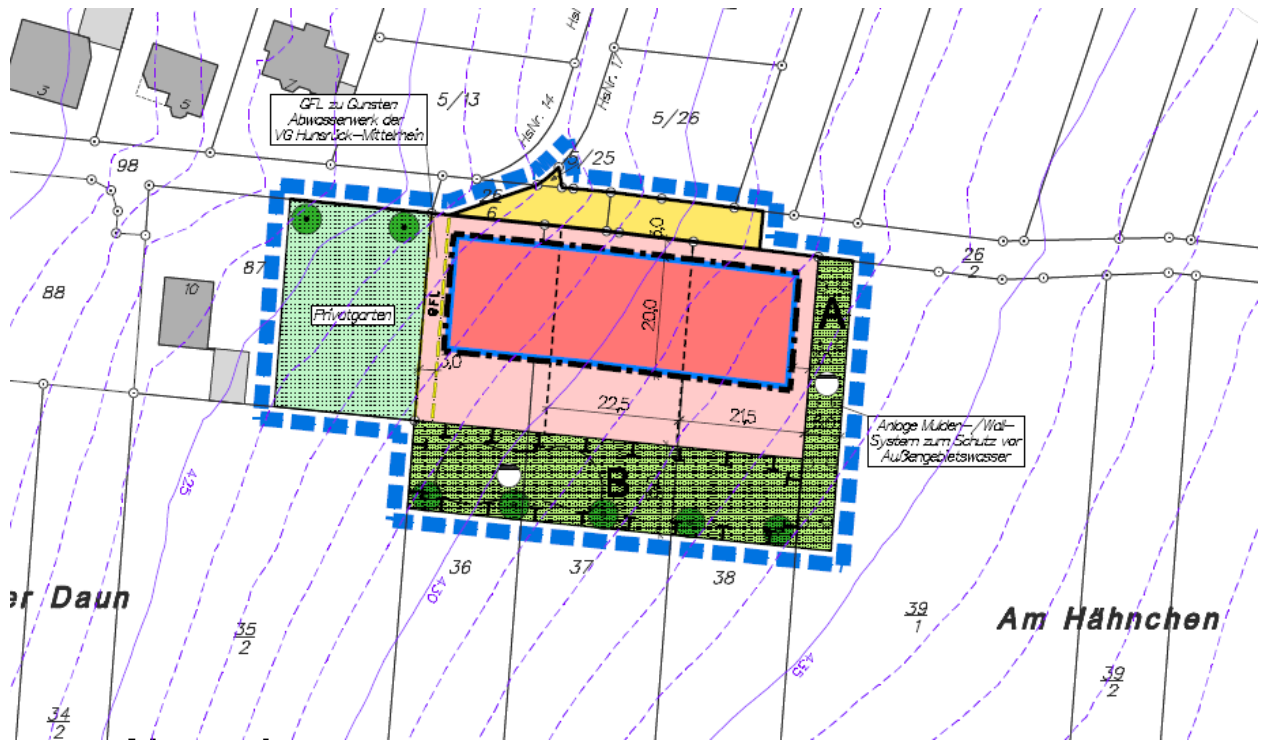 3
5
7
GFL zu Gunsten
Abwasserwerk der
VG Hunsrück-Mittelrhein
5/13
HsNr. 14
HsNr. 17
5/26
5/25
98
26
6
5,0
26
2
87
88
10
Privatgarten
GFL
3,0
20,0
22,5
21,5
A
Anlage Mulden-/Wall-
System zum Schutz vor
Außengebietswasser
B
425
430
435
36
37
38
er Daun
35
2
39
1
Am Hähnchen
39
2
34
2